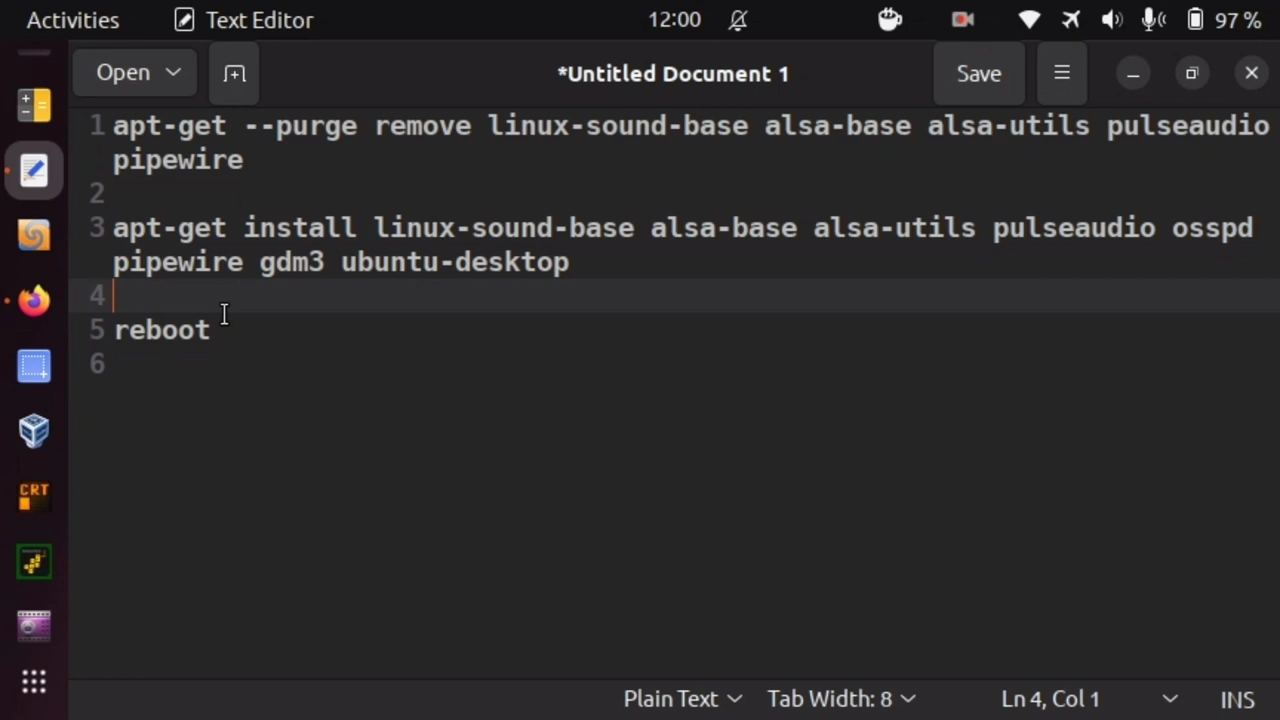 Activities Text Editor 12:00 97 %
Open *Untitled Document 1 Save
1 apt-get --purge remove linux-sound-base alsa-base alsa-utils pulseaudio
pipewire
2
3 apt-get install linux-sound-base alsa-base alsa-utils pulseaudio osspd
pipewire gdm3 ubuntu-desktop
4
5 reboot
6
CRT
Plain Text Tab Width: 8 Ln 4, Col 1 INS